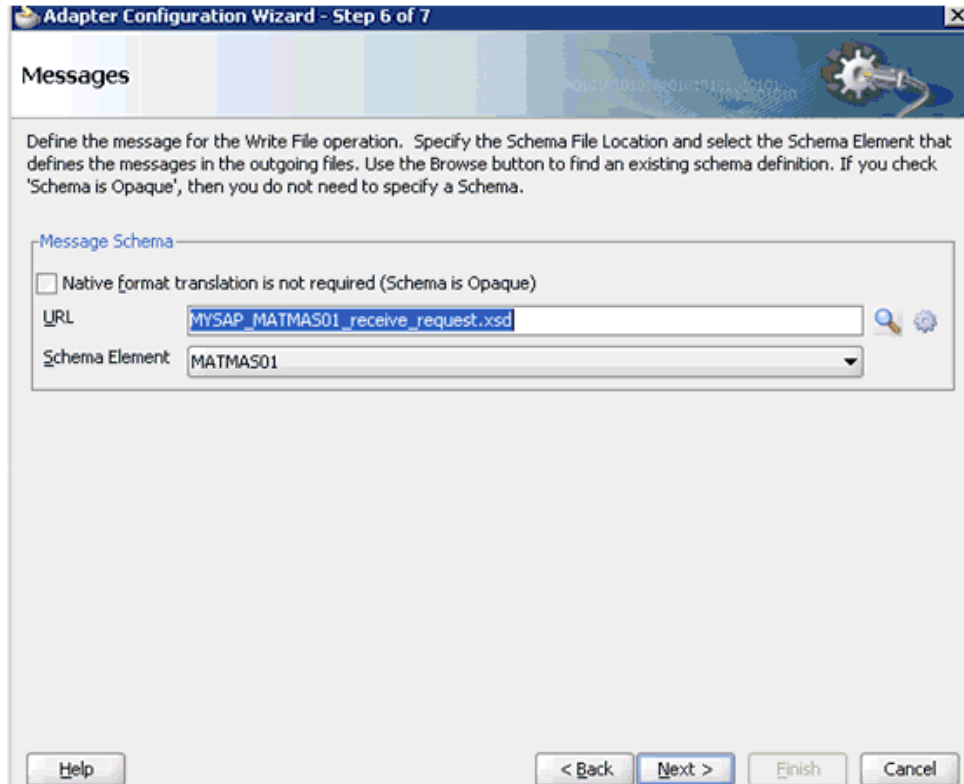 Adapter Configuration Wizard - Step 6 of 7
Messages
Define the message for the Write File operation.  Specify the Schema File Location and select the Schema Element that
defines the messages in the outgoing files. Use the Browse button to find an existing schema definition. If you check
'Schema is Opaque', then you do not need to specify a Schema.
Message Schema
Native format translation is not required (Schema is Opaque)
URL
MYSAP_MATMAS01_receive_request.xsd
Schema Element
MATMAS01
Help
< Back
Next >
Finish
Cancel